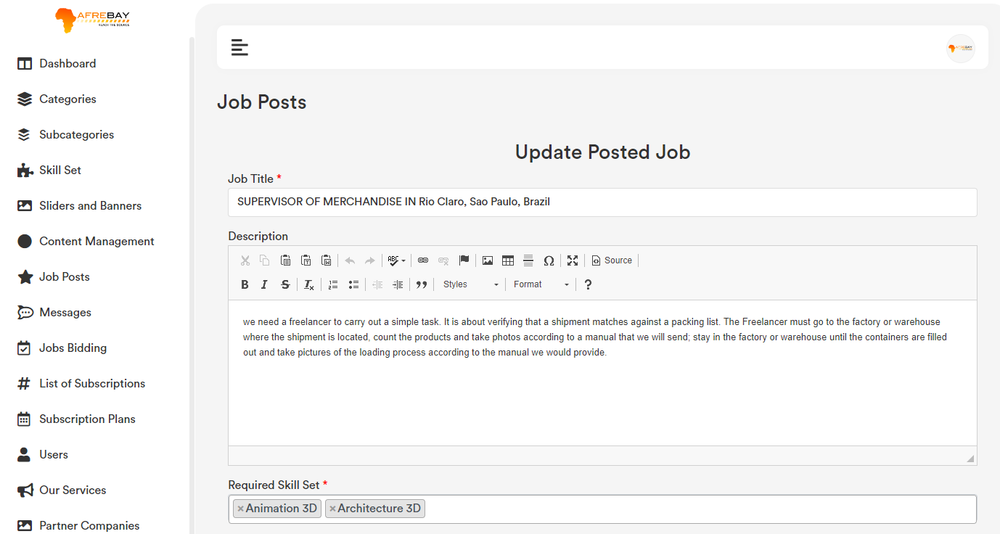 AFREBAY
REACH THE SOURCE
Dashboard
Categories
Subcategories
Skill Set
Sliders and Banners
Content Management
Job Posts
Messages
Jobs Bidding
List of Subscriptions
Subscription Plans
Users
Our Services
Partner Companies
AFREBAY
Job Posts
Update Posted Job
Job Title *
SUPERVISOR OF MERCHANDISE IN Rio Claro, Sao Paulo, Brazil
Description
ABC
Source
B I S Tx Styles Format ?
we need a freelancer to carry out a simple task. It is about verifying that a shipment matches against a packing list. The Freelancer must go to the factory or warehouse
where the shipment is located, count the products and take photos according to a manual that we will send; stay in the factory or warehouse until the containers are filled
out and take pictures of the loading process according to the manual we would provide.
Required Skill Set *
×Animation 3D ×Architecture 3D